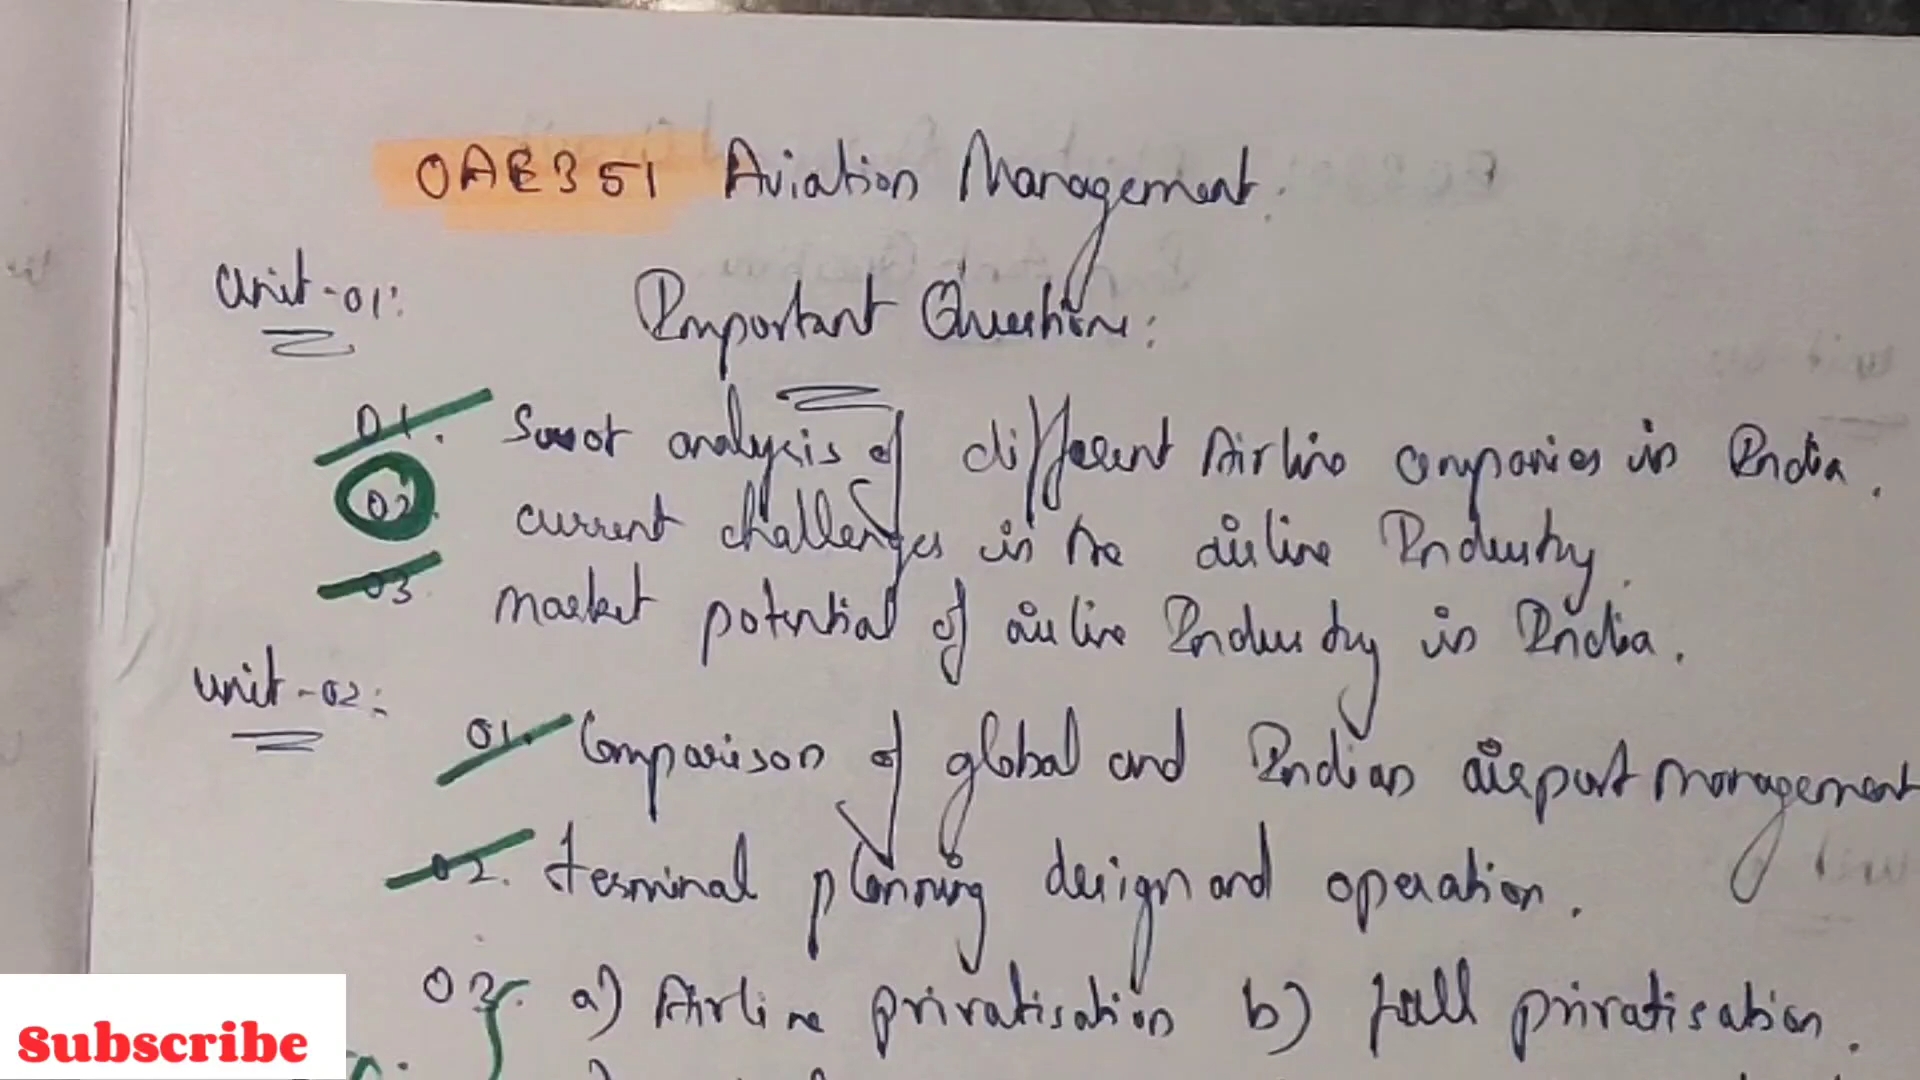 OAE351 Aviation Management.
Unit-01:
Important Questions:
01. Swot analysis of different Airline companies in India.
02. current challenges in the airline Industry.
03. market potential of airline Industry in India.
Unit-02:
01. Comparison of global and Indian airport management
02. terminal planning design and operation.
03. a) Airline privatisation b) full privatisation.
Subscribe